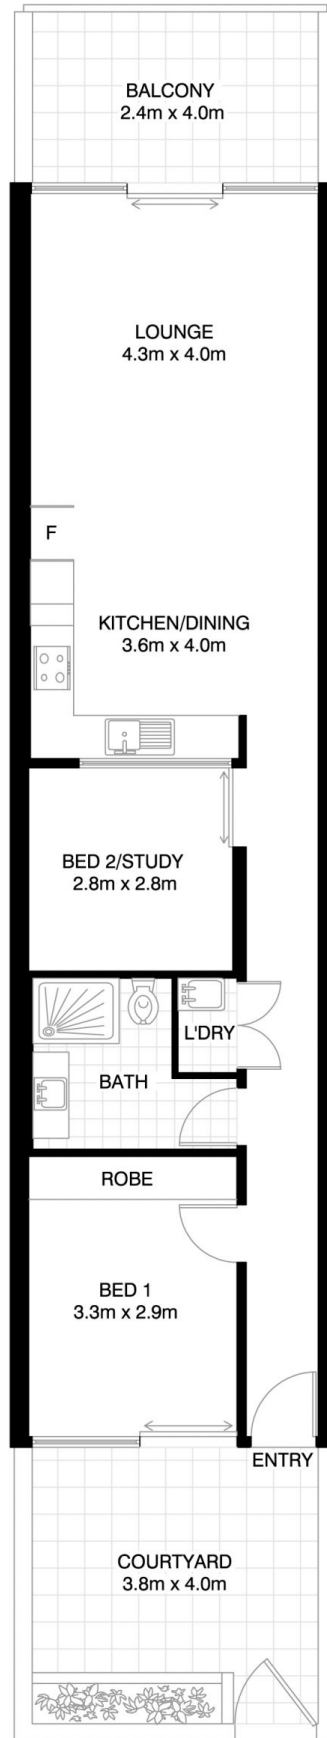 BALCONY
2.4m x 4.0m
LOUNGE
4.3m x 4.0m
F
KITCHEN/DINING
3.6m x 4.0m
BED 2/STUDY
2.8m x 2.8m
L'DRY
BATH
ROBE
BED 1
3.3m x 2.9m
ENTRY
COURTYARD
3.8m x 4.0m